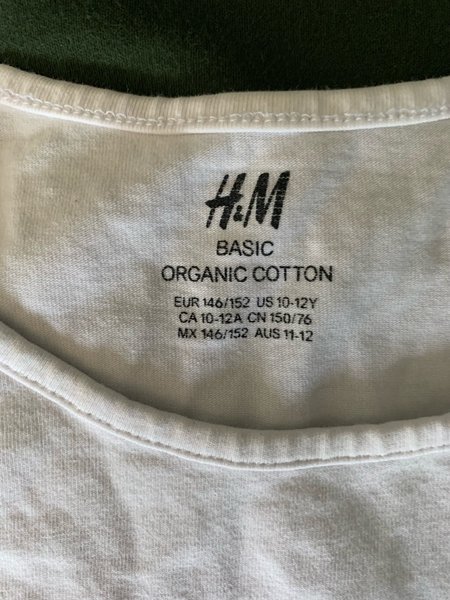 H&M
BASIC
ORGANIC COTTON
EUR 146/152 US 10-12Y
CA 10-12A CN 150/76
MX 146/152 AUS 11-12